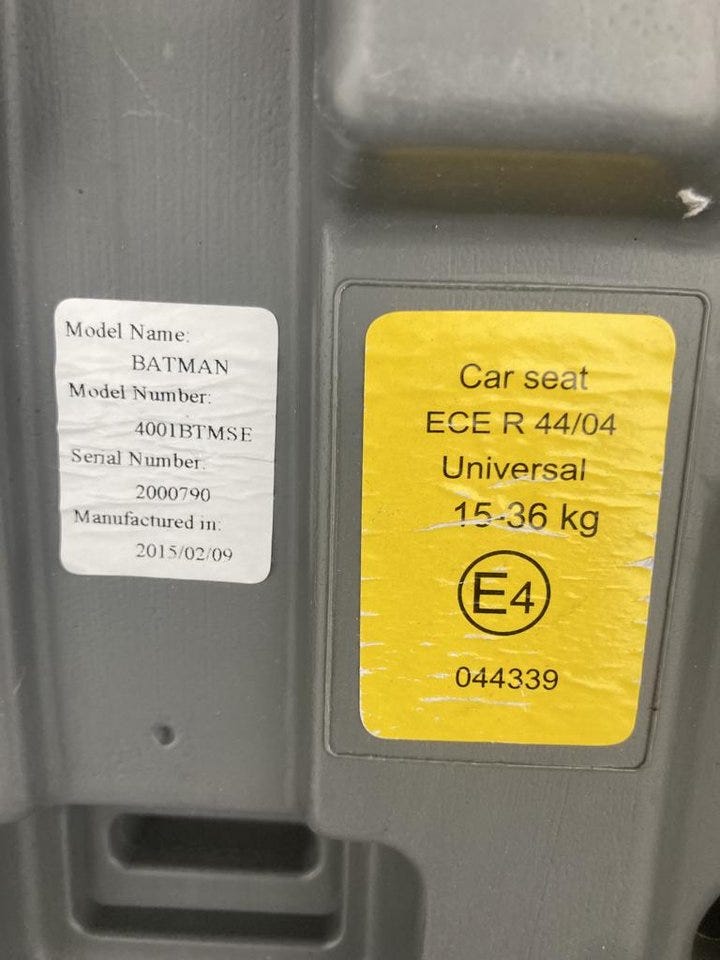 Model Name:
BATMAN
Model Number:
4001BTMSE
Serial Number:
2000790
Manufactured in:
2015/02/09
Car seat
ECE R 44/04
Universal
15-36 kg
E4
044339